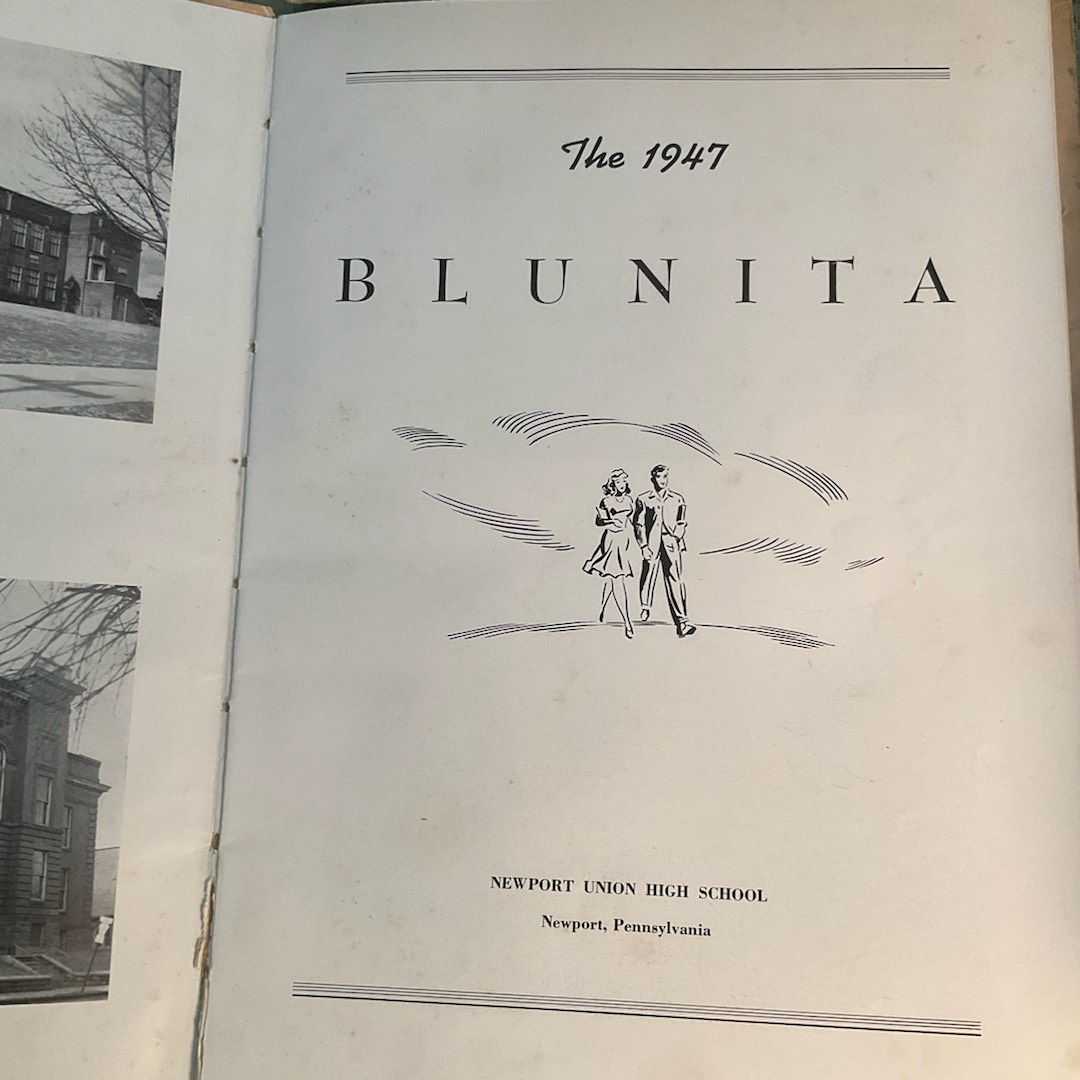 The 1947
BLUNITA
NEWPORT UNION HIGH SCHOOL
Newport, Pennsylvania